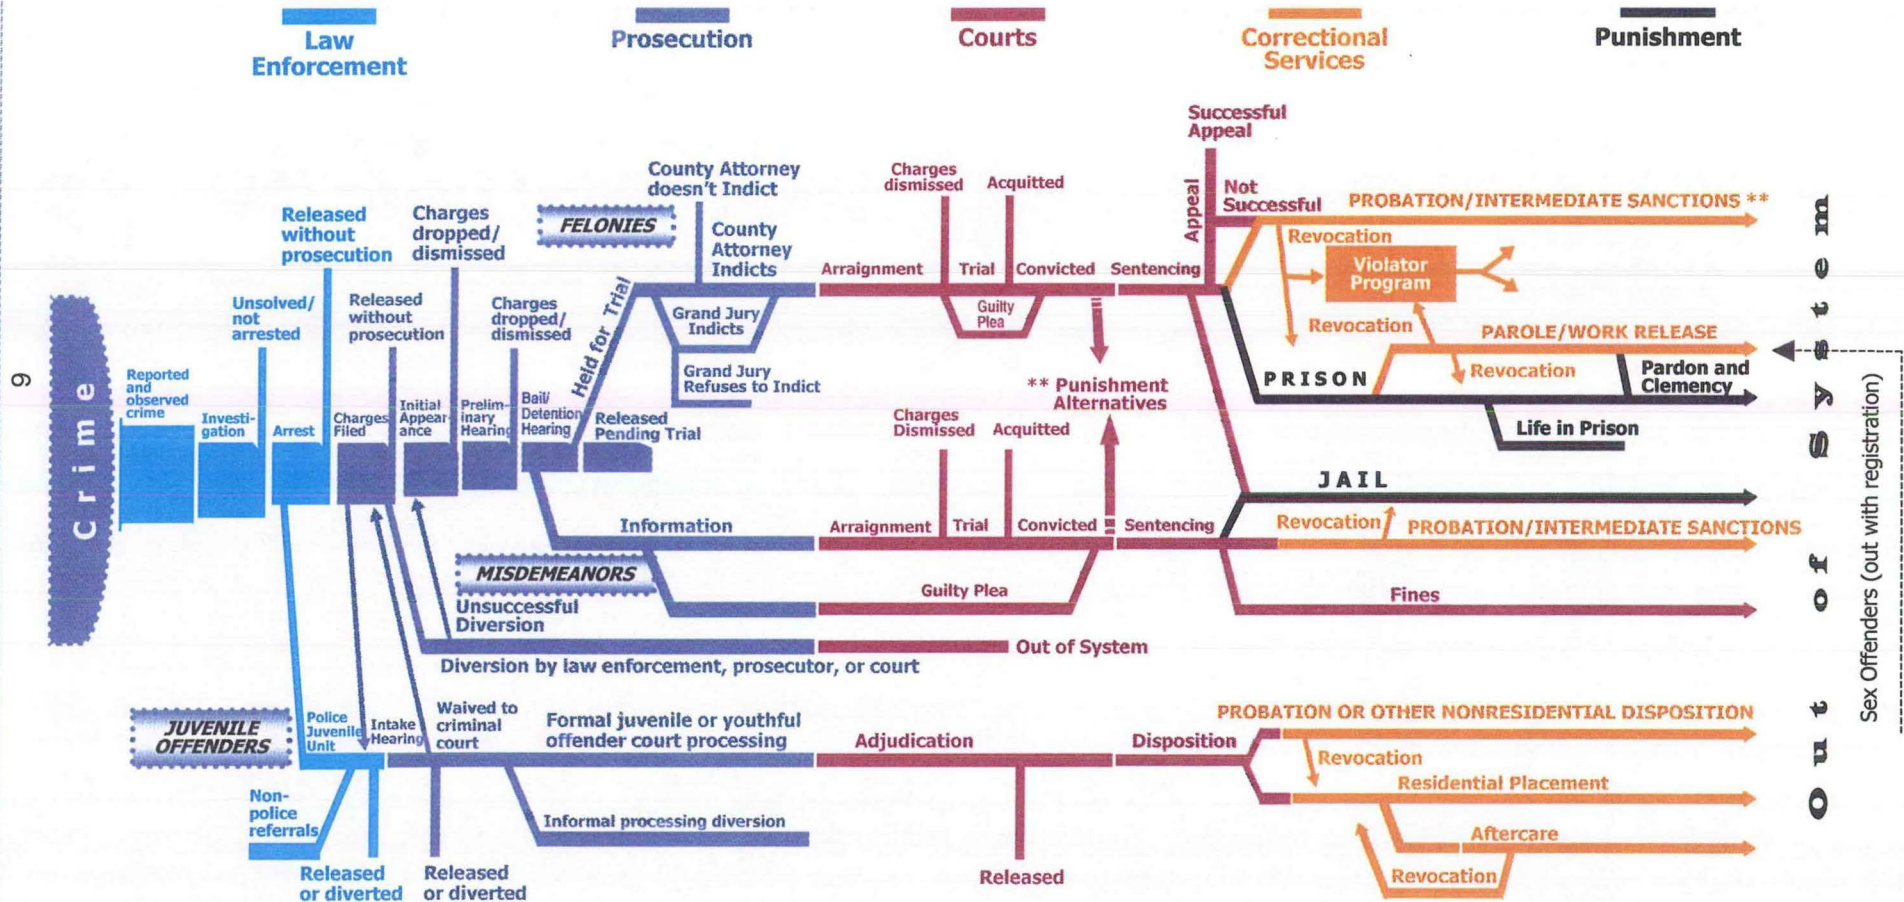 Law
Enforcement
Prosecution
Courts
Correctional
Services
Punishment
Successful
Appeal
Appeal
Not
Successful
County Attorney
doesn't Indict
County
Attorney
Indicts
FELONIES
Charges
dismissed
Acquitted
PROBATION/INTERMEDIATE SANCTIONS **
Revocation
Violator
Program
Revocation
PAROLE/WORK RELEASE
Revocation
Pardon and
Clemency
PRISON
Life in Prison
Released
without
prosecution
Charges
dropped/
dismissed
Unsolved/
not
arrested
Released
without
prosecution
Charges
dropped/
dismissed
Held for Trial
Grand Jury
Indicts
Grand Jury
Refuses to Indict
Arraignment
Trial
Convicted
Sentencing
Guilty
Plea
** Punishment
Alternatives
Crime
9
Reported
and
observed
crime
Investi-
gation
Arrest
Charges
Filed
Initial
Appear-
ance
Prelim-
inary
Hearing
Bail/
Detention
Hearing
Released
Pending Trial
Charges
Dismissed
Acquitted
Information
MISDEMEANORS
Arraignment
Trial
Convicted
Sentencing
JAIL
Revocation
PROBATION/INTERMEDIATE SANCTIONS
Guilty Plea
Fines
Unsuccessful
Diversion
Out of System
Diversion by law enforcement, prosecutor, or court
JUVENILE
OFFENDERS
Police
Juvenile
Unit
Intake
Hearing
Waived to
criminal
court
Formal juvenile or youthful
offender court processing
Adjudication
Disposition
PROBATION OR OTHER NONRESIDENTIAL DISPOSITION
Revocation
Residential Placement
Aftercare
Revocation
Non-
police
referrals
Released
or diverted
Released
or diverted
Informal processing diversion
Released
Out of System
Sex Offenders (out with registration)